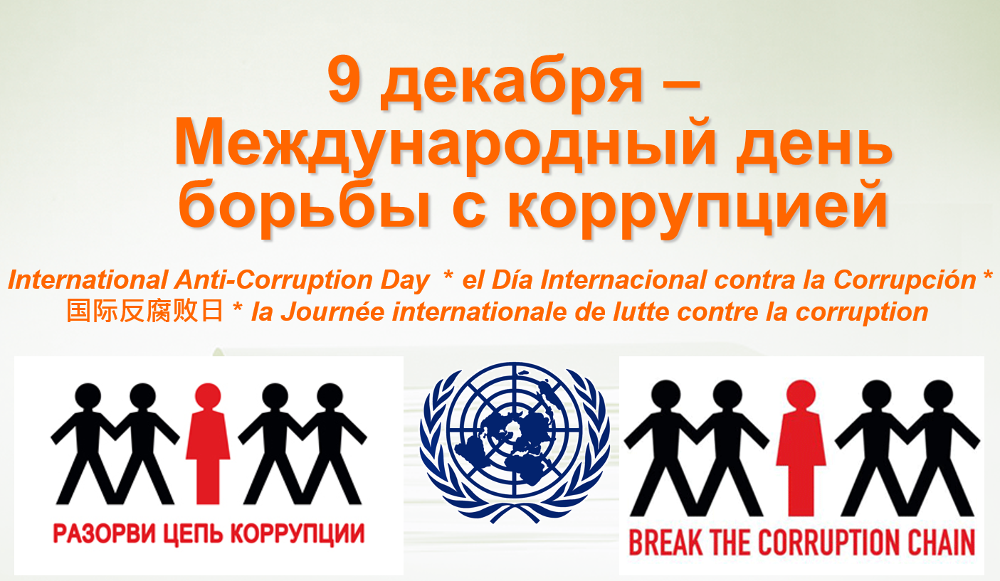 9 декабря –
Международный день
борьбы с коррупцией
International Anti-Corruption Day * el Día Internacional contra la Corrupción *
国际反腐败日 * la Journée internationale de lutte contre la corruption
РАЗОРВИ ЦЕПЬ КОРРУПЦИИ
BREAK THE CORRUPTION CHAIN